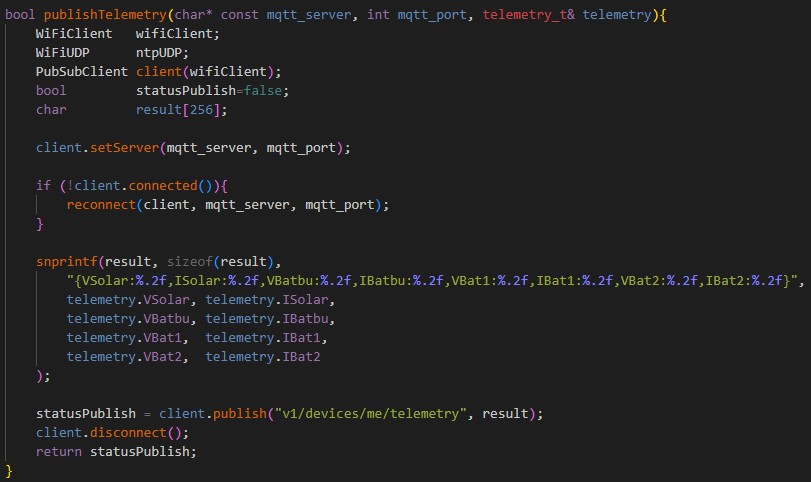 bool publishTelemetry(char* const mqtt_server, int mqtt_port, telemetry_t& telemetry){
    WiFiClient   wifiClient;
    WiFiUDP      ntpUDP;
    PubSubClient client(wifiClient);
    bool         statusPublish=false;
    char         result[256];

    client.setServer(mqtt_server, mqtt_port);

    if (!client.connected()){
        reconnect(client, mqtt_server, mqtt_port);
    }

    snprintf(result, sizeof(result),
        "{VSolar:%.2f,ISolar:%.2f,VBatbu:%.2f,IBatbu:%.2f,VBat1:%.2f,IBat1:%.2f,VBat2:%.2f,IBat2:%.2f}",
        telemetry.VSolar, telemetry.ISolar,
        telemetry.VBatbu, telemetry.IBatbu,
        telemetry.VBat1,  telemetry.IBat1,
        telemetry.VBat2,  telemetry.IBat2
    );

    statusPublish = client.publish("v1/devices/me/telemetry", result);
    client.disconnect();
    return statusPublish;
}